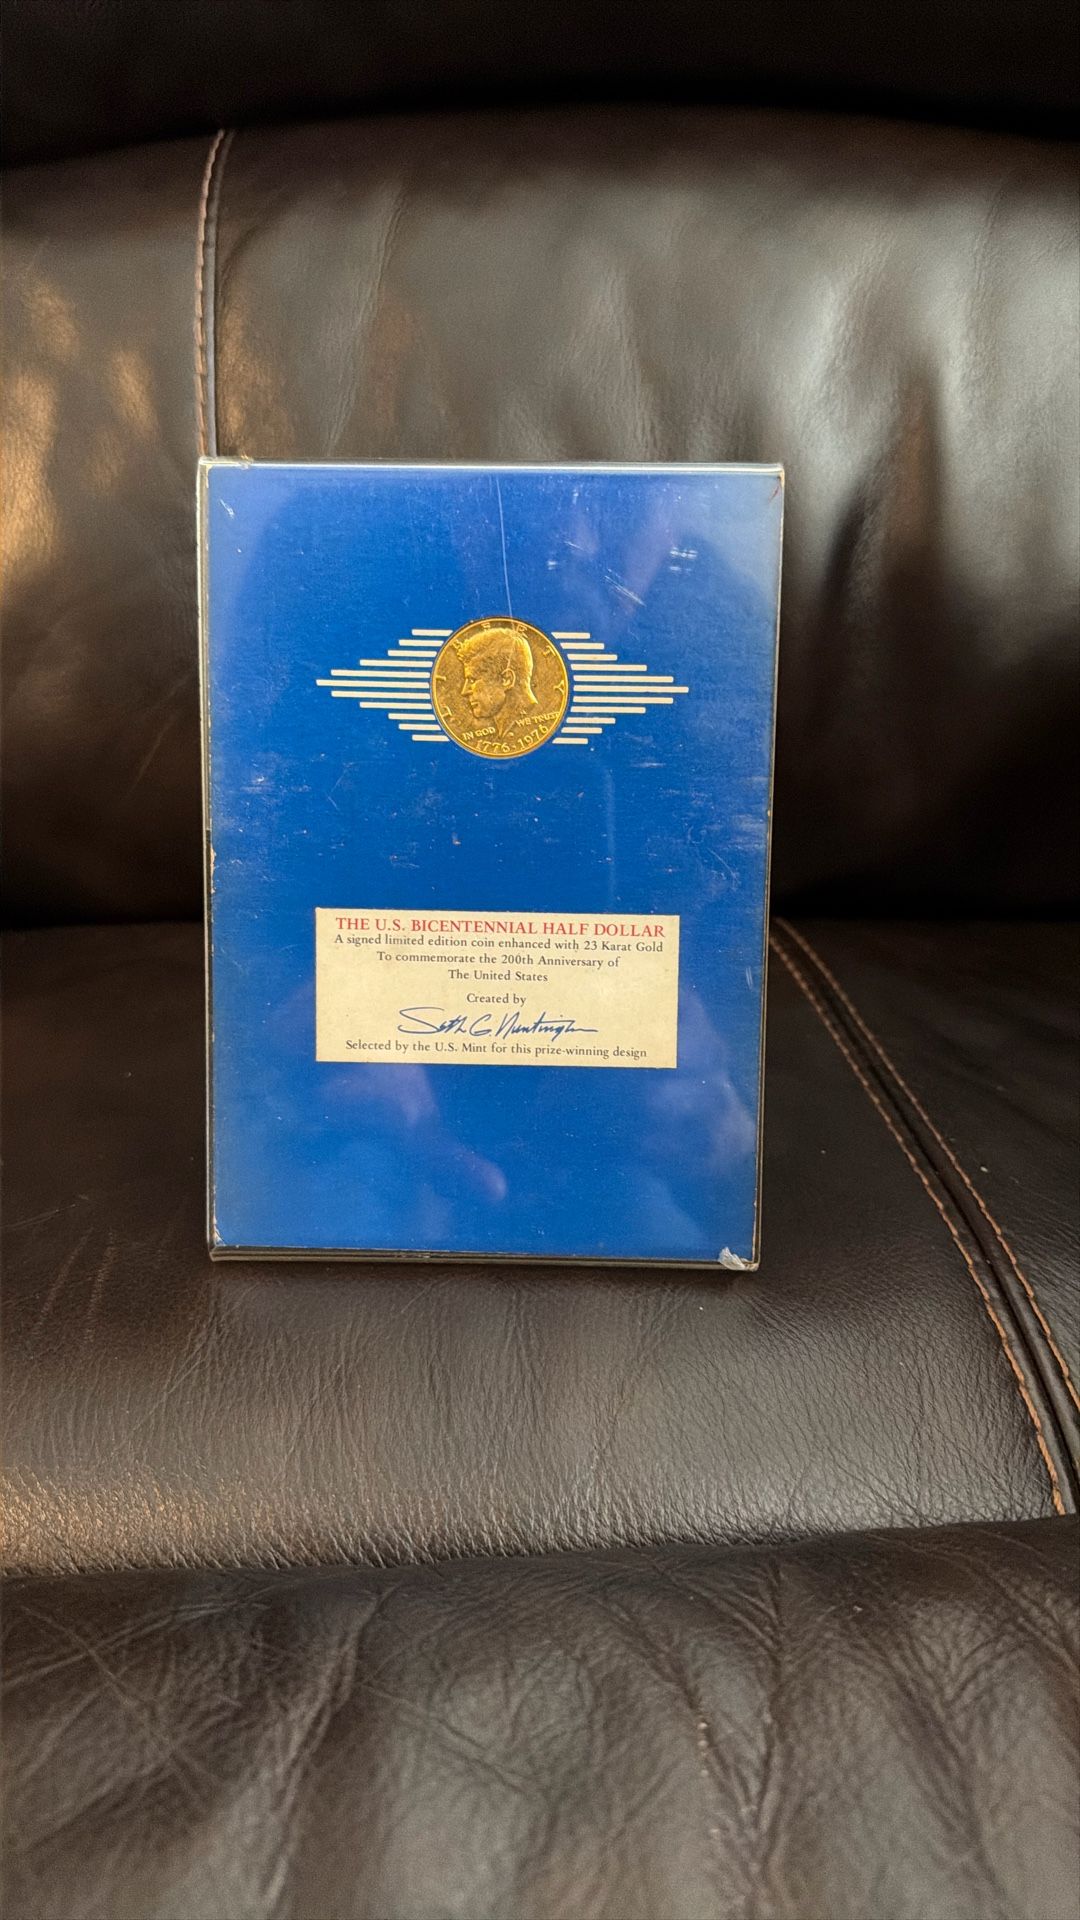 LIBERTY
IN GOD WE TRUST
1776·1976
THE U.S. BICENTENNIAL HALF DOLLAR
A signed limited edition coin enhanced with 23 Karat Gold
To commemorate the 200th Anniversary of
The United States
Created by
Seth G. Huntington
Selected by the U.S. Mint for this prize-winning design